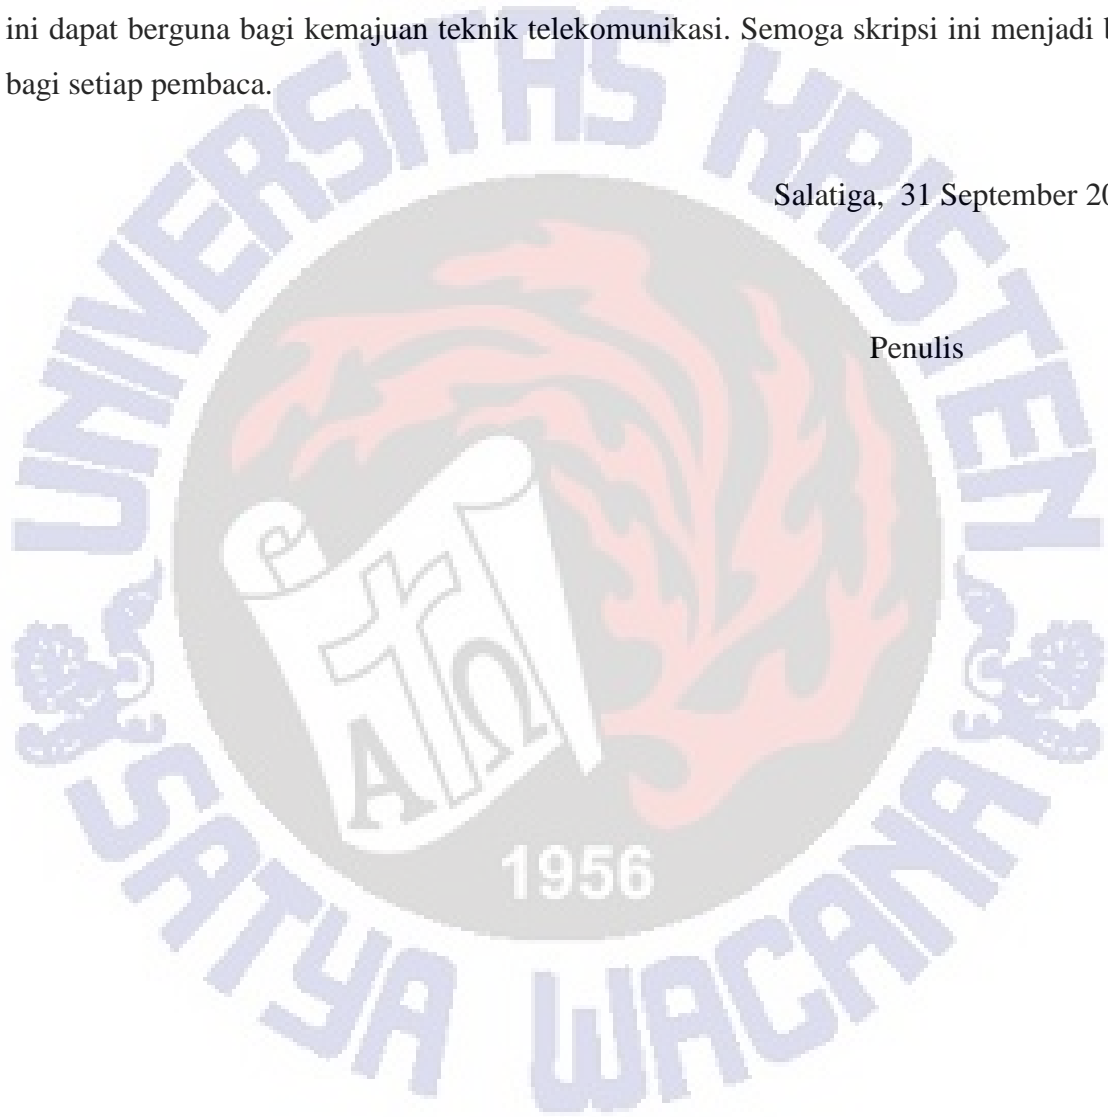 ini dapat berguna bagi kemajuan teknik telekomunikasi. Semoga skripsi ini menjadi
bagi setiap pembaca.
Salatiga, 31 September
Penulis
UNIVERSITAS KRISTEN
SATYA WACANA
Α Ω
1956